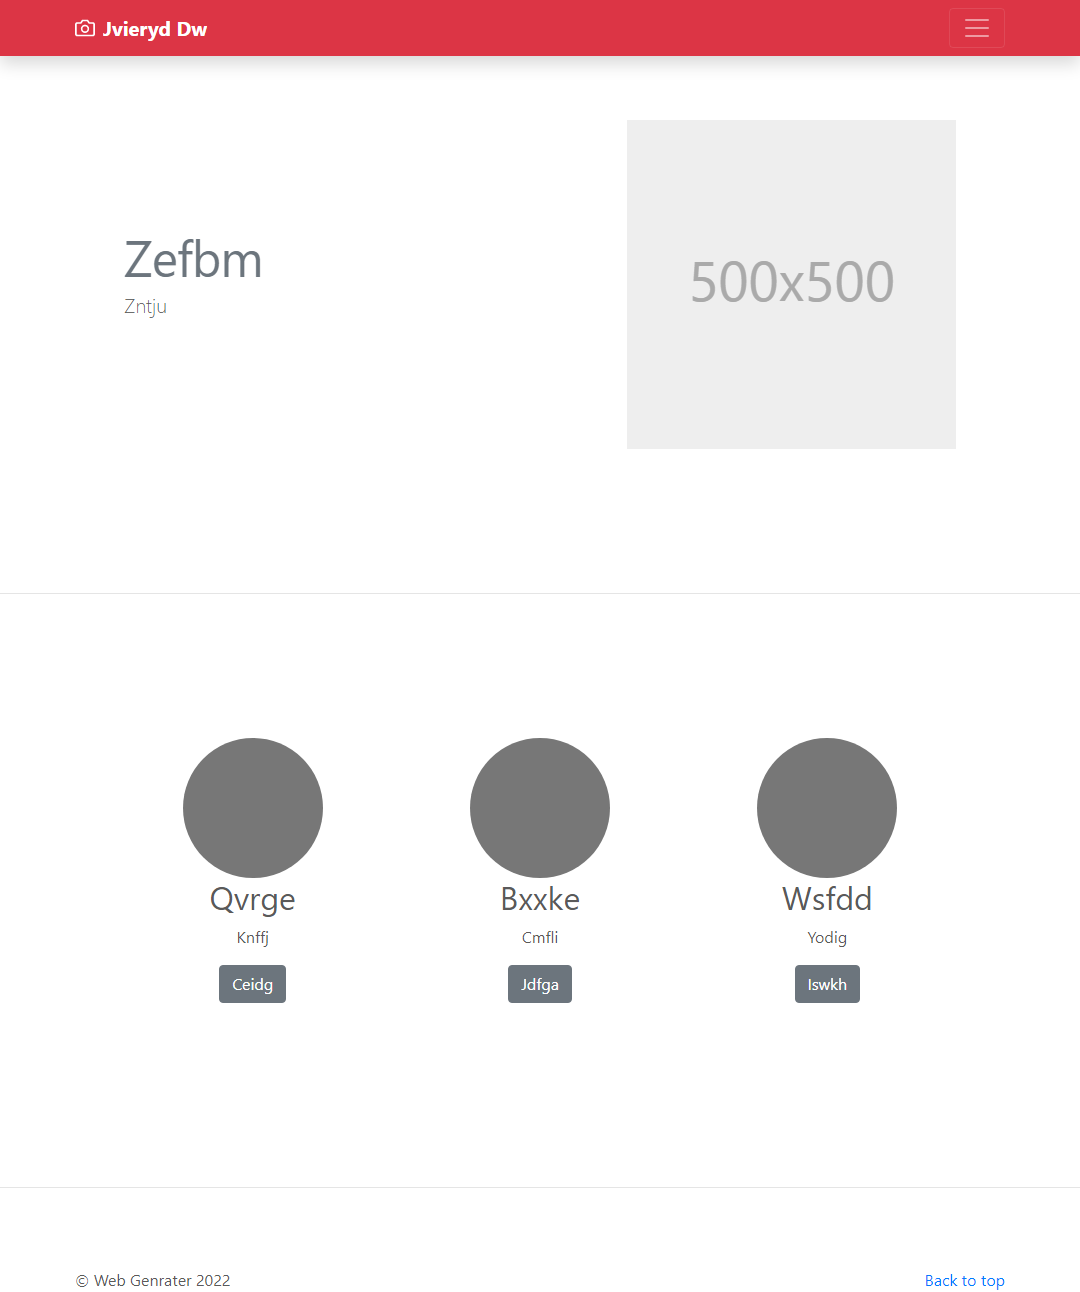 Jvieryd Dw
Zefbm
Zntju
500x500
Qvrge
Knffj
Ceidg
Bxxke
Cmfli
Jdfga
Wsfdd
Yodig
Iswkh
© Web Genrater 2022
Back to top